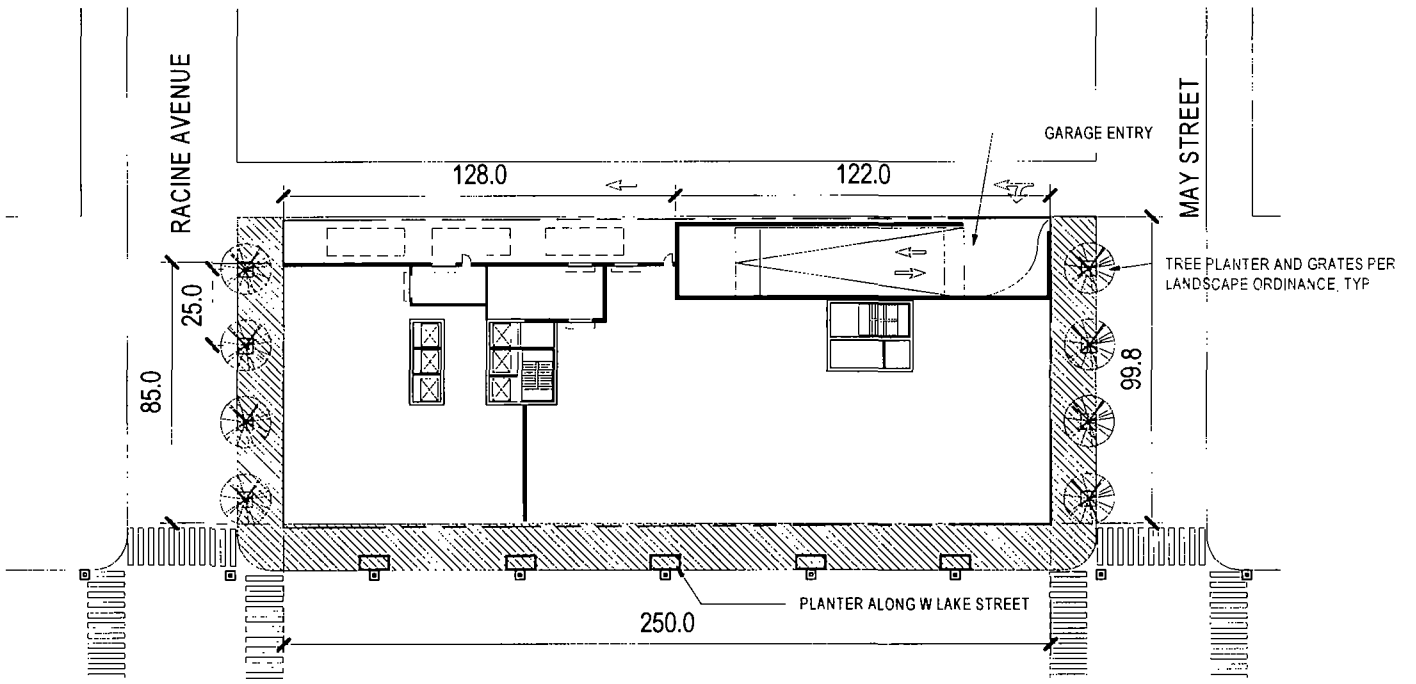 RACINE AVENUE
MAY STREET
GARAGE ENTRY
128.0
122.0
TREE PLANTER AND GRATES PER
LANDSCAPE ORDINANCE, TYP
25.0
85.0
99.8
PLANTER ALONG W LAKE STREET
250.0